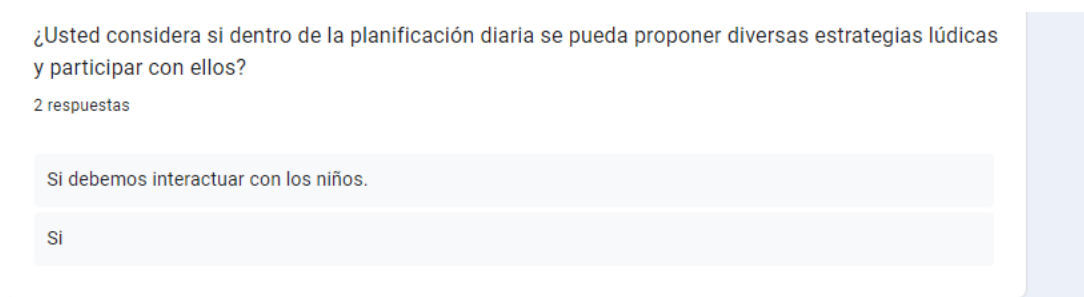 ¿Usted considera si dentro de la planificación diaria se pueda proponer diversas estrategias lúdicas
y participar con ellos?
2 respuestas
Si debemos interactuar con los niños.
Si